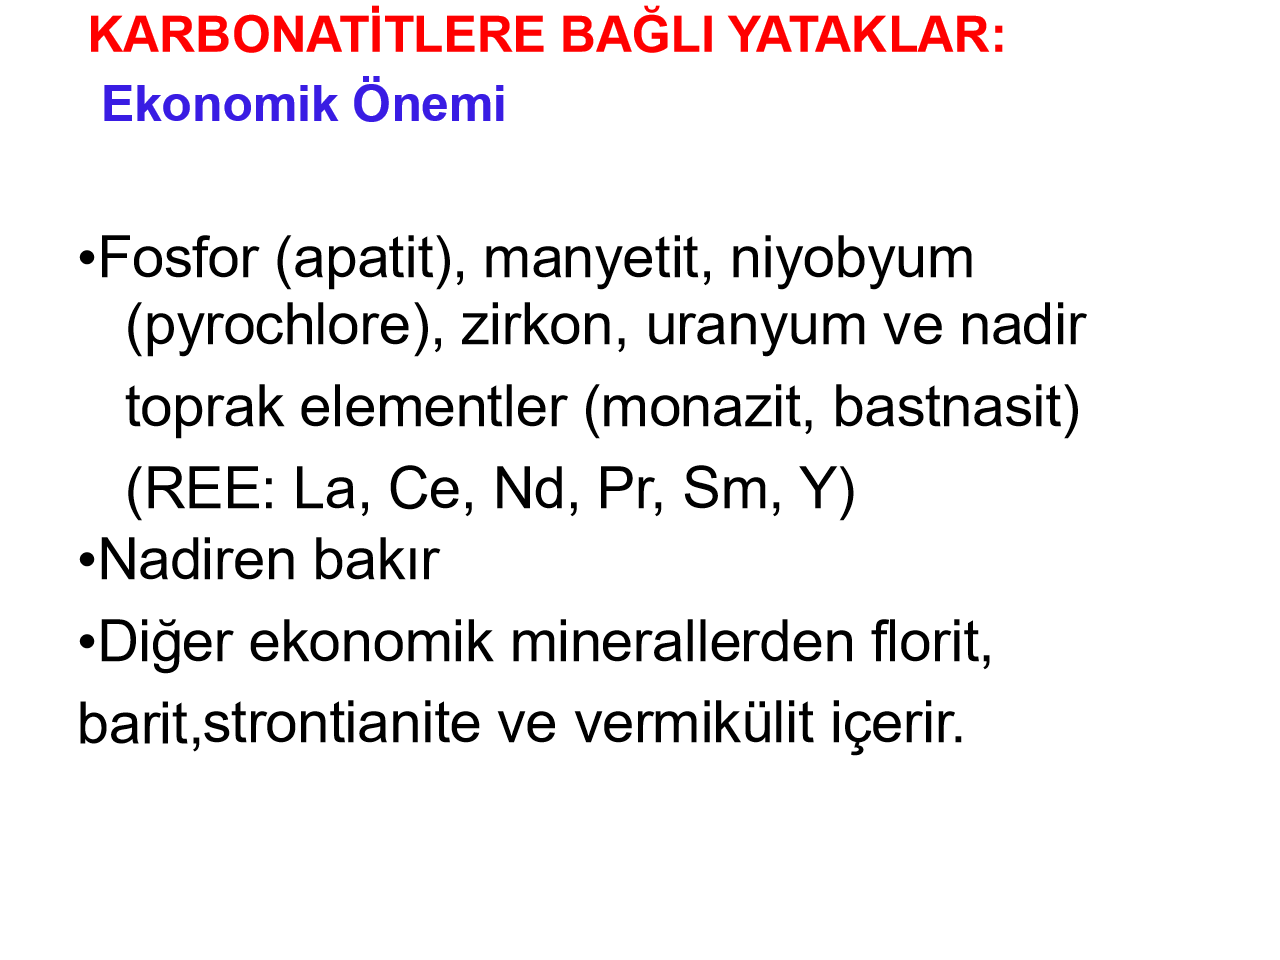 KARBONATİTLERE BAĞLI YATAKLAR:
Ekonomik Önemi
•Fosfor (apatit), manyetit, niyobyum
(pyrochlore), zirkon, uranyum ve nadir
toprak elementler (monazit, bastnasit)
(REE: La, Ce, Nd, Pr, Sm, Y)
•Nadiren bakır
•Diğer ekonomik minerallerden florit,
barit,strontianite ve vermikülit içerir.